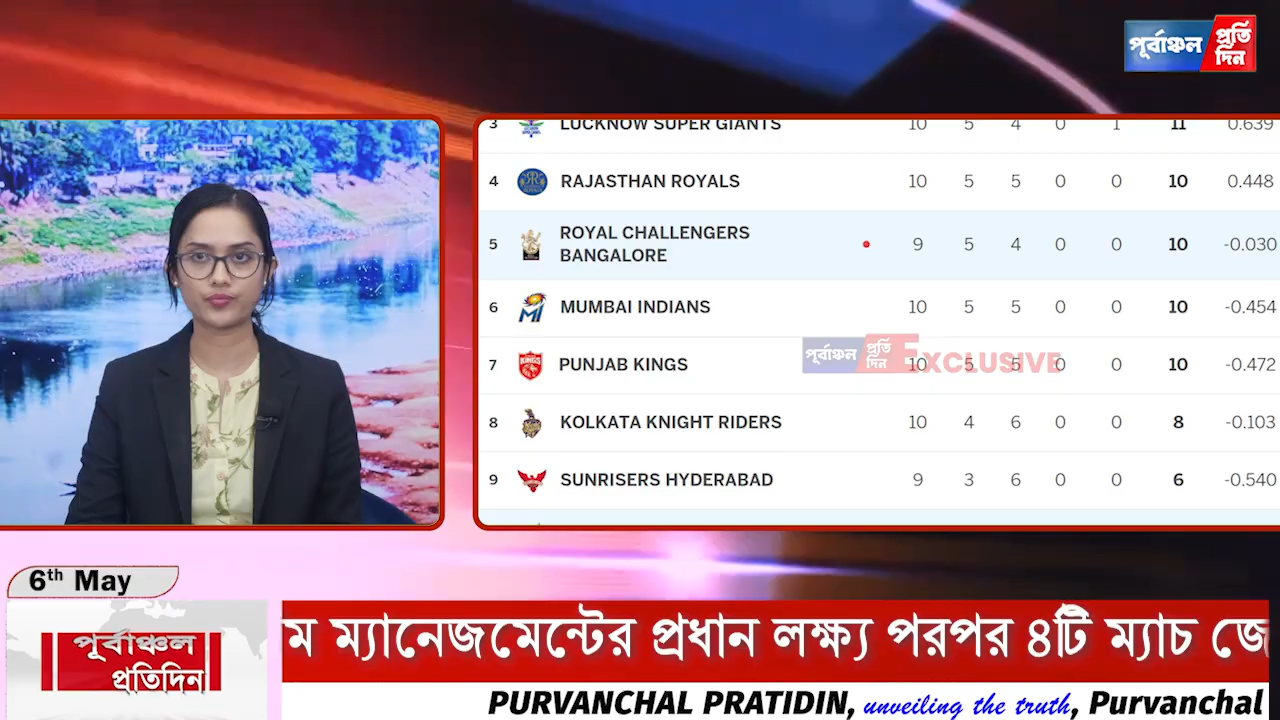 পূর্বাঞ্চল প্রতি দিন
3 LUCKNOW SUPER GIANTS 10 5 4 0 1 11 0.639
4 RAJASTHAN ROYALS 10 5 5 0 0 10 0.448
5 ROYAL CHALLENGERS BANGALORE 9 5 4 0 0 10 -0.030
6 MUMBAI INDIANS 10 5 5 0 0 10 -0.454
পূর্বাঞ্চল প্রতি দিন EXCLUSIVE
7 PUNJAB KINGS 10 5 5 0 0 10 -0.472
8 KOLKATA KNIGHT RIDERS 10 4 6 0 0 8 -0.103
9 SUNRISERS HYDERABAD 9 3 6 0 0 6 -0.540
6th May
পূর্বাঞ্চল
প্রতিদিন
ম ম্যানেজমেন্টের প্রধান লক্ষ্য পরপর ৪টি ম্যাচ জে
PURVANCHAL PRATIDIN, unveiling the truth, Purvanchal